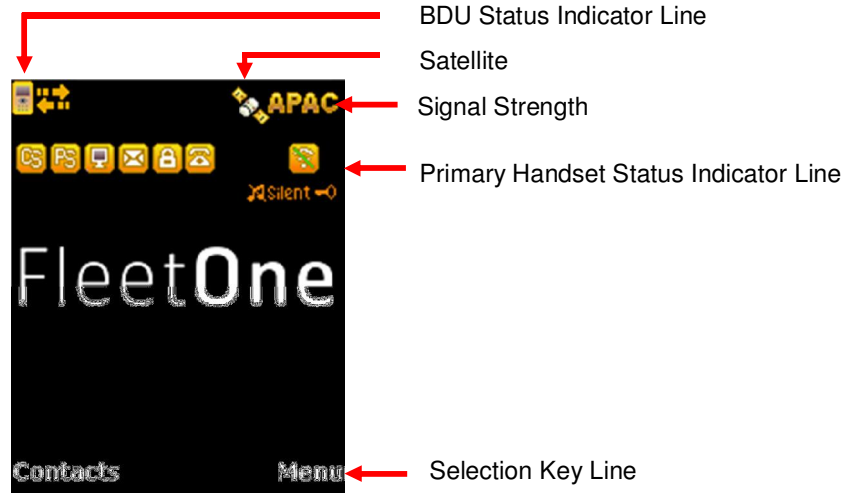 BDU Status Indicator Line
Satellite
APAC
Signal Strength
CS PS
Primary Handset Status Indicator Line
Silent
FleetOne
Contacts
Menu
Selection Key Line